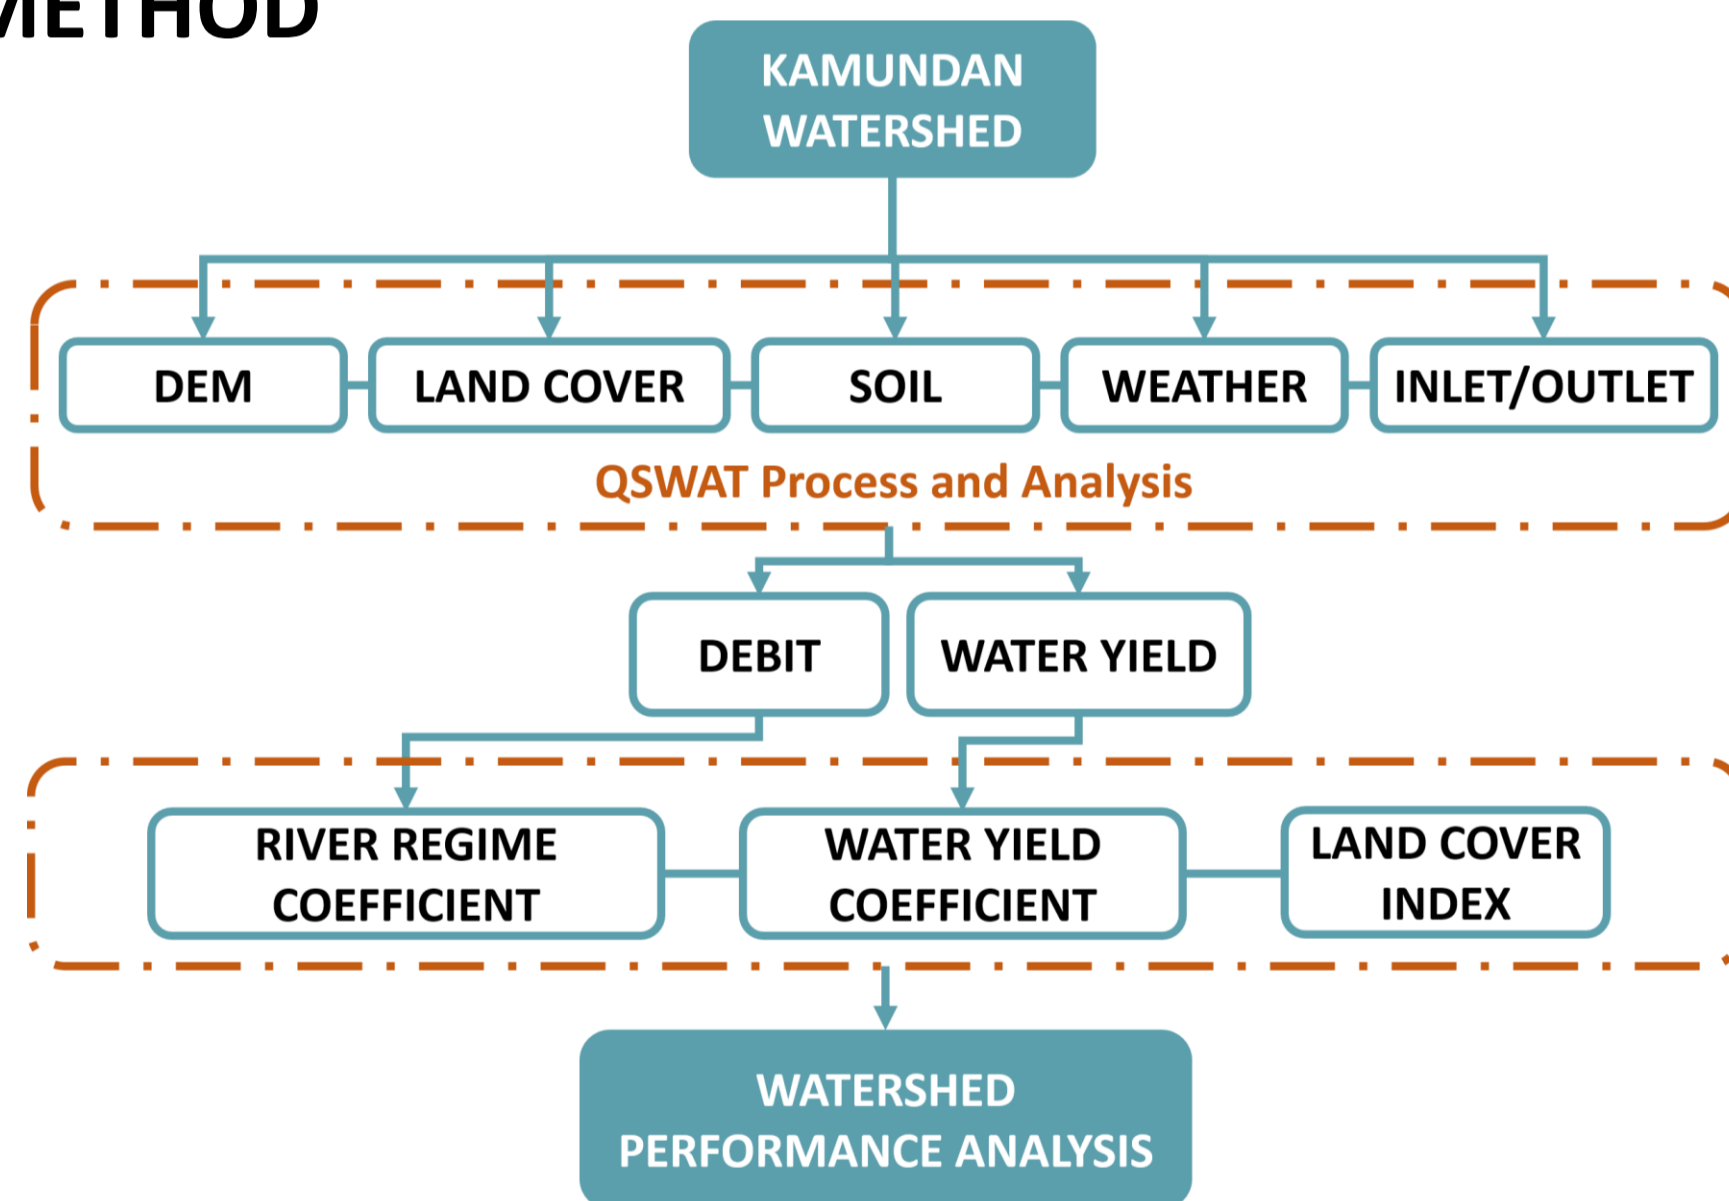 METHOD
KAMUNDAN
WATERSHED
DEM
LAND COVER
SOIL
WEATHER
INLET/OUTLET
QSWAT Process and Analysis
DEBIT
WATER YIELD
RIVER REGIME
COEFFICIENT
WATER YIELD
COEFFICIENT
LAND COVER
INDEX
WATERSHED
PERFORMANCE ANALYSIS